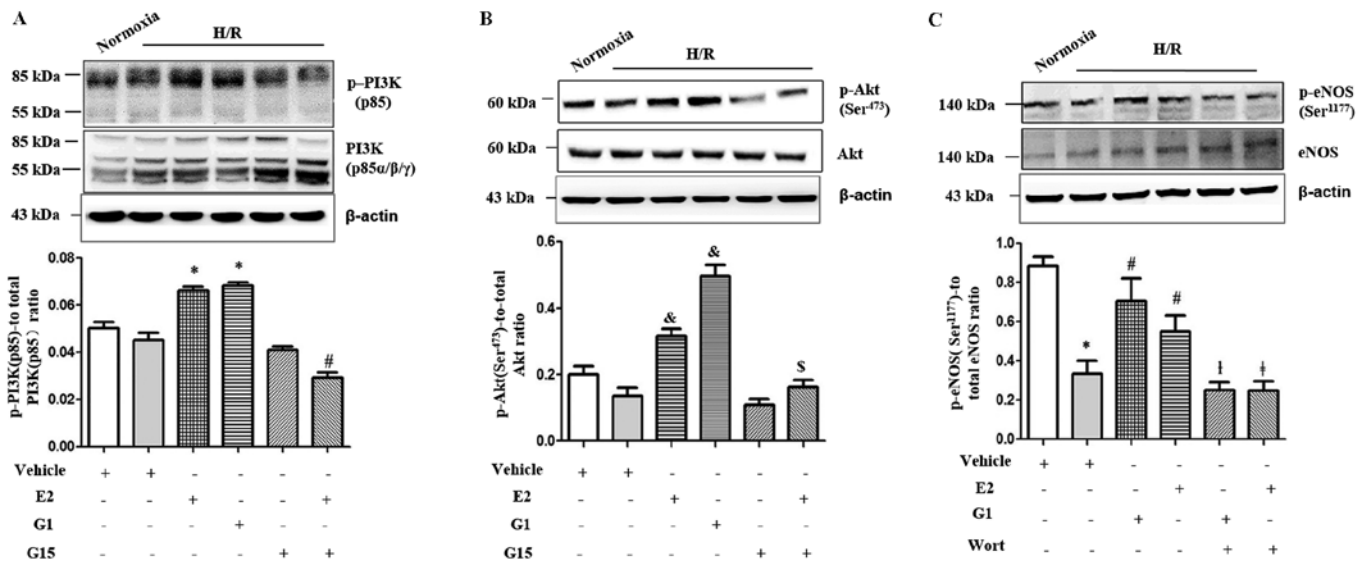 A
Normoxia
H/R
85 kDa
p-PI3K
(p85)
55 kDa
85 kDa
PI3K
(p85α/β/γ)
55 kDa
43 kDa
β-actin
p-PI3K(p85)-to total
PI3K(p85) ratio
0.08
0.06
0.04
0.02
0.00
* * #
Vehicle + + - - - -
E2 - - + - - +
G1 - - - + - -
G15 - - - - + +
B
Normoxia
H/R
60 kDa
p-Akt
(Ser473)
60 kDa
Akt
43 kDa
β-actin
p-Akt(Ser473)-to-total
Akt ratio
0.6
0.4
0.2
0.0
& & $
Vehicle + + - - - -
E2 - - + - - +
G1 - - - + - -
G15 - - - - + +
C
Normoxia
H/R
140 kDa
p-eNOS
(Ser1177)
140 kDa
eNOS
43 kDa
β-actin
p-eNOS( Ser1177)-to
total eNOS ratio
1.0
0.8
0.6
0.4
0.2
0.0
* # # ‡ ‡
Vehicle + + - - - -
E2 - - - + - +
G1 - - + - + -
Wort - - - - + +